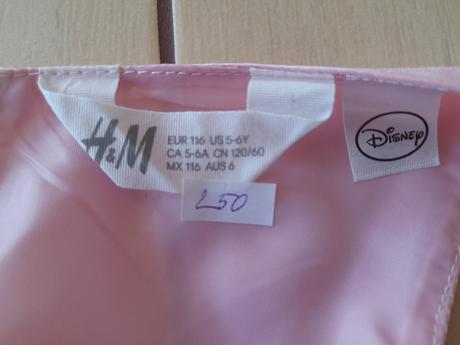 H&M
EUR 116 US 5-6Y
CA 5-6A CN 120/60
MX 116 AUS 6
250
Disney